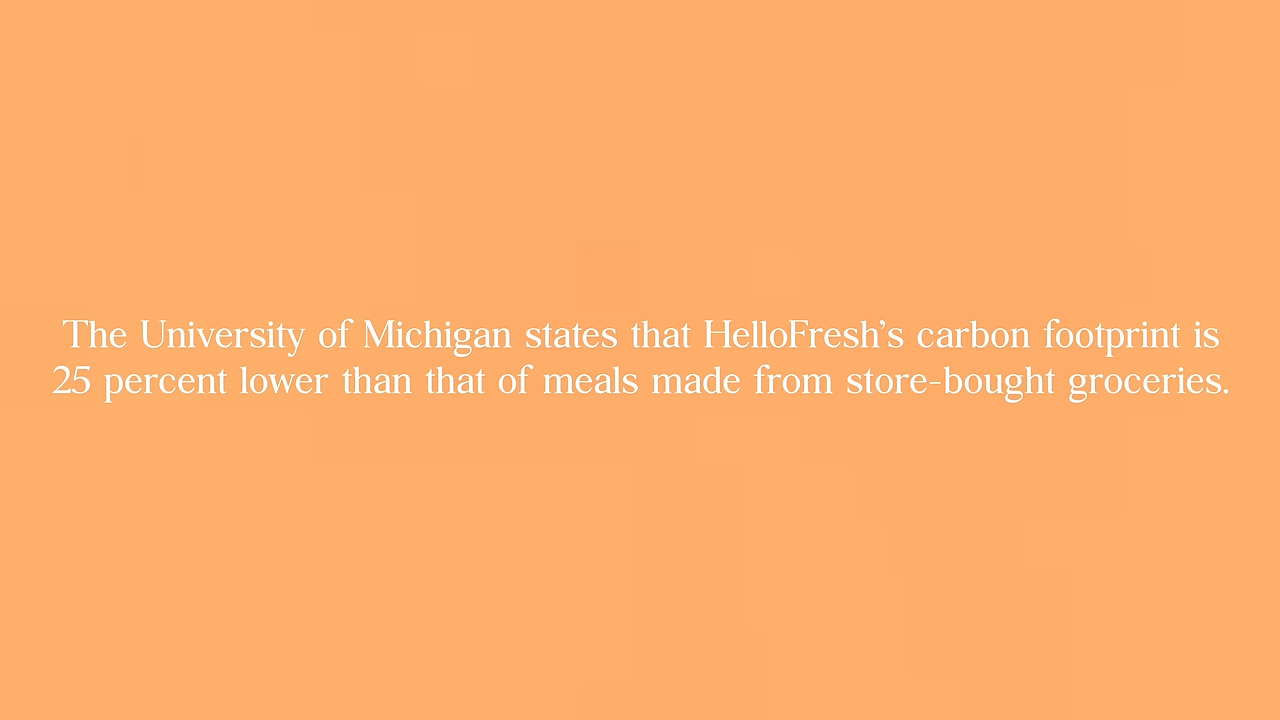 The University of Michigan states that HelloFresh’s carbon footprint is
25 percent lower than that of meals made from store-bought groceries.